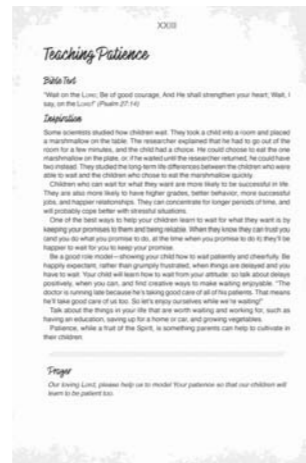 XXIII
Teaching Patience
Bible Text
"Wait on the LORD; Be of good courage, And He shall strengthen your heart; Wait, I
say, on the LORD!" (Psalm 27:14)
Inspiration
Some scientists studied how children wait. They took a child into a room and placed
a marshmallow on the table. The researcher explained that he had to go out of the
room for a few minutes, and the child had a choice. He could choose to eat the one
marshmallow on the plate, or, if he waited until the researcher returned, he could have
two instead. They studied the long-term life differences between the children who were
able to wait and the children who chose to eat the marshmallow quickly.
Children who can wait for what they want are more likely to be successful in life.
They are also more likely to have higher grades, better behavior, more successful
jobs, and happier relationships. They can concentrate for longer periods of time, and
will probably cope better with stressful situations.
One of the best ways to help your children learn to wait for what they want is by
keeping your promises to them and being reliable. When they know they can trust you
(and you do what you promise to do, at the time when you promise to do it) they'll be
happier to wait for you to keep your promise.
Be a good role model—showing your child how to wait patiently and cheerfully. Be
happily expectant, rather than grumpily frustrated, when things are delayed and you
have to wait. Your child will learn how to wait from your attitude: so talk about delays
positively, when you can, and find creative ways to make waiting enjoyable. "The
doctor is running late because he's taking good care of all of his patients. That means
he'll take good care of us too. So let's enjoy ourselves while we're waiting!"
Talk about the things in your life that are worth waiting and working for, such as
having an education, saving up for a home or car, and growing vegetables.
Patience, while a fruit of the Spirit, is something parents can help to cultivate in
their children.
Prayer
Our loving Lord, please help us to model Your patience so that our children will
learn to be patient too.